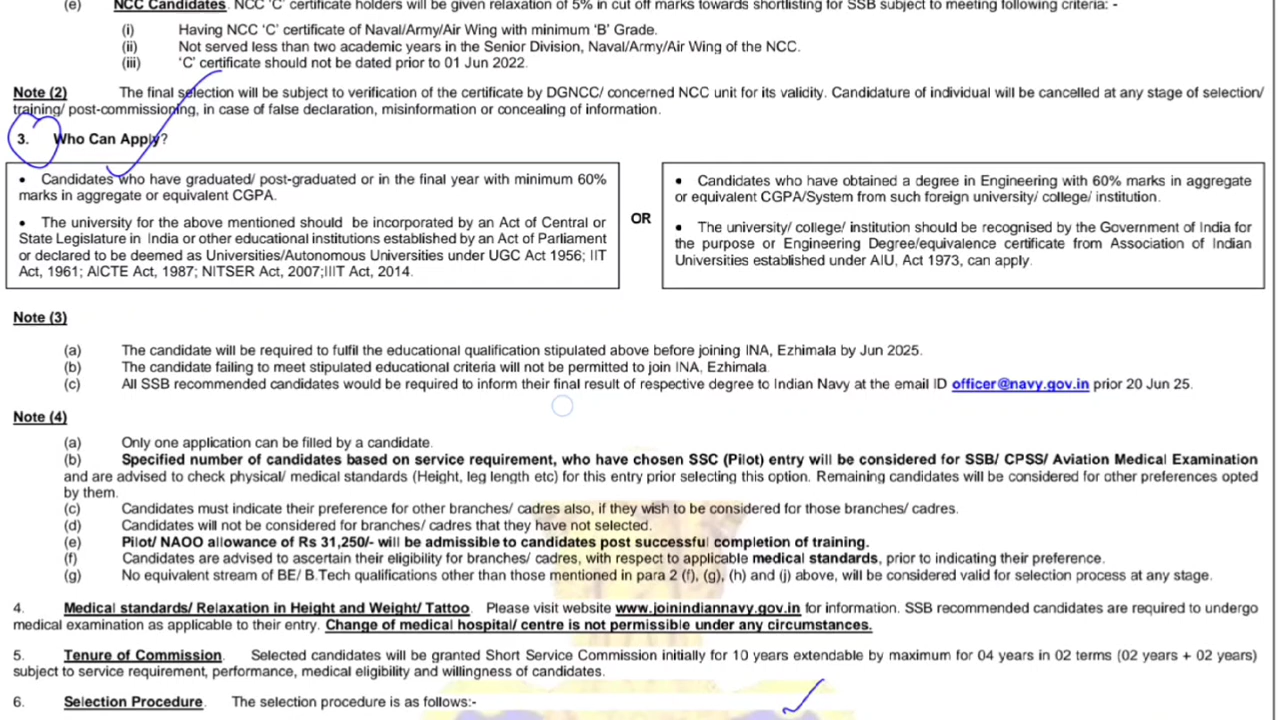 (e) NCC Candidates. NCC 'C' certificate holders will be given relaxation of 5% in cut off marks towards shortlisting for SSB subject to meeting following criteria: -
(i) Having NCC 'C' certificate of Naval/Army/Air Wing with minimum 'B' Grade.
(ii) Not served less than two academic years in the Senior Division, Naval/Army/Air Wing of the NCC.
(iii) 'C' certificate should not be dated prior to 01 Jun 2022.
Note (2) The final selection will be subject to verification of the certificate by DGNCC/ concerned NCC unit for its validity. Candidature of individual will be cancelled at any stage of selection/
training/ post-commissioning, in case of false declaration, misinformation or concealing of information.
3. Who Can Apply?
• Candidates who have graduated/ post-graduated or in the final year with minimum 60%
marks in aggregate or equivalent CGPA.
• The university for the above mentioned should be incorporated by an Act of Central or
State Legislature in India or other educational institutions established by an Act of Parliament
or declared to be deemed as Universities/Autonomous Universities under UGC Act 1956; IIT
Act, 1961; AICTE Act, 1987; NITSER Act, 2007;IIIT Act, 2014.
OR
• Candidates who have obtained a degree in Engineering with 60% marks in aggregate
or equivalent CGPA/System from such foreign university/ college/ institution.
• The university/ college/ institution should be recognised by the Government of India for
the purpose or Engineering Degree/equivalence certificate from Association of Indian
Universities established under AIU, Act 1973, can apply.
Note (3)
(a) The candidate will be required to fulfil the educational qualification stipulated above before joining INA, Ezhimala by Jun 2025.
(b) The candidate failing to meet stipulated educational criteria will not be permitted to join INA, Ezhimala.
(c) All SSB recommended candidates would be required to inform their final result of respective degree to Indian Navy at the email ID officer@navy.gov.in prior 20 Jun 25.
Note (4)
(a) Only one application can be filled by a candidate.
(b) Specified number of candidates based on service requirement, who have chosen SSC (Pilot) entry will be considered for SSB/ CPSS/ Aviation Medical Examination
and are advised to check physical/ medical standards (Height, leg length etc) for this entry prior selecting this option. Remaining candidates will be considered for other preferences opted
by them.
(c) Candidates must indicate their preference for other branches/ cadres also, if they wish to be considered for those branches/ cadres.
(d) Candidates will not be considered for branches/ cadres that they have not selected.
(e) Pilot/ NAOO allowance of Rs 31,250/- will be admissible to candidates post successful completion of training.
(f) Candidates are advised to ascertain their eligibility for branches/ cadres, with respect to applicable medical standards, prior to indicating their preference.
(g) No equivalent stream of BE/ B.Tech qualifications other than those mentioned in para 2 (f), (g), (h) and (j) above, will be considered valid for selection process at any stage.
4. Medical standards/ Relaxation in Height and Weight/ Tattoo. Please visit website www.joinindiannavy.gov.in for information. SSB recommended candidates are required to undergo
medical examination as applicable to their entry. Change of medical hospital/ centre is not permissible under any circumstances.
5. Tenure of Commission. Selected candidates will be granted Short Service Commission initially for 10 years extendable by maximum for 04 years in 02 terms (02 years + 02 years)
subject to service requirement, performance, medical eligibility and willingness of candidates.
6. Selection Procedure. The selection procedure is as follows:-